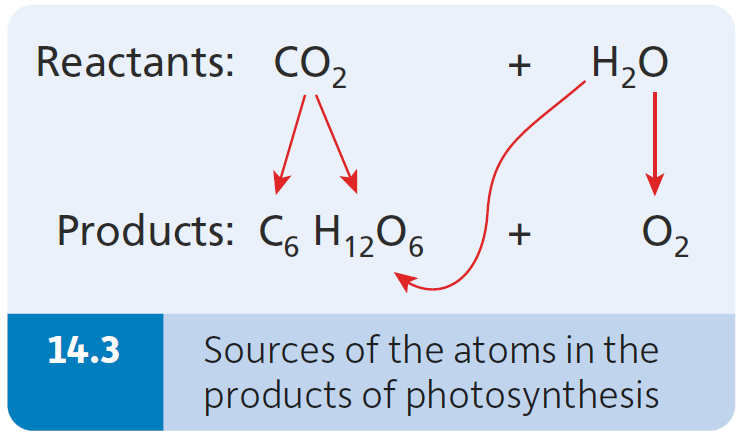 Reactants: CO₂ + H₂O
Products: C₆ H₁₂O₆ + O₂
14.3 Sources of the atoms in the
products of photosynthesis